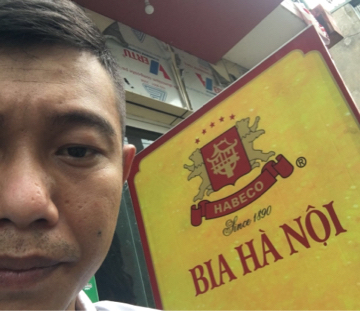 HABECO
®
Since 1890
BIA HÀ NỘI